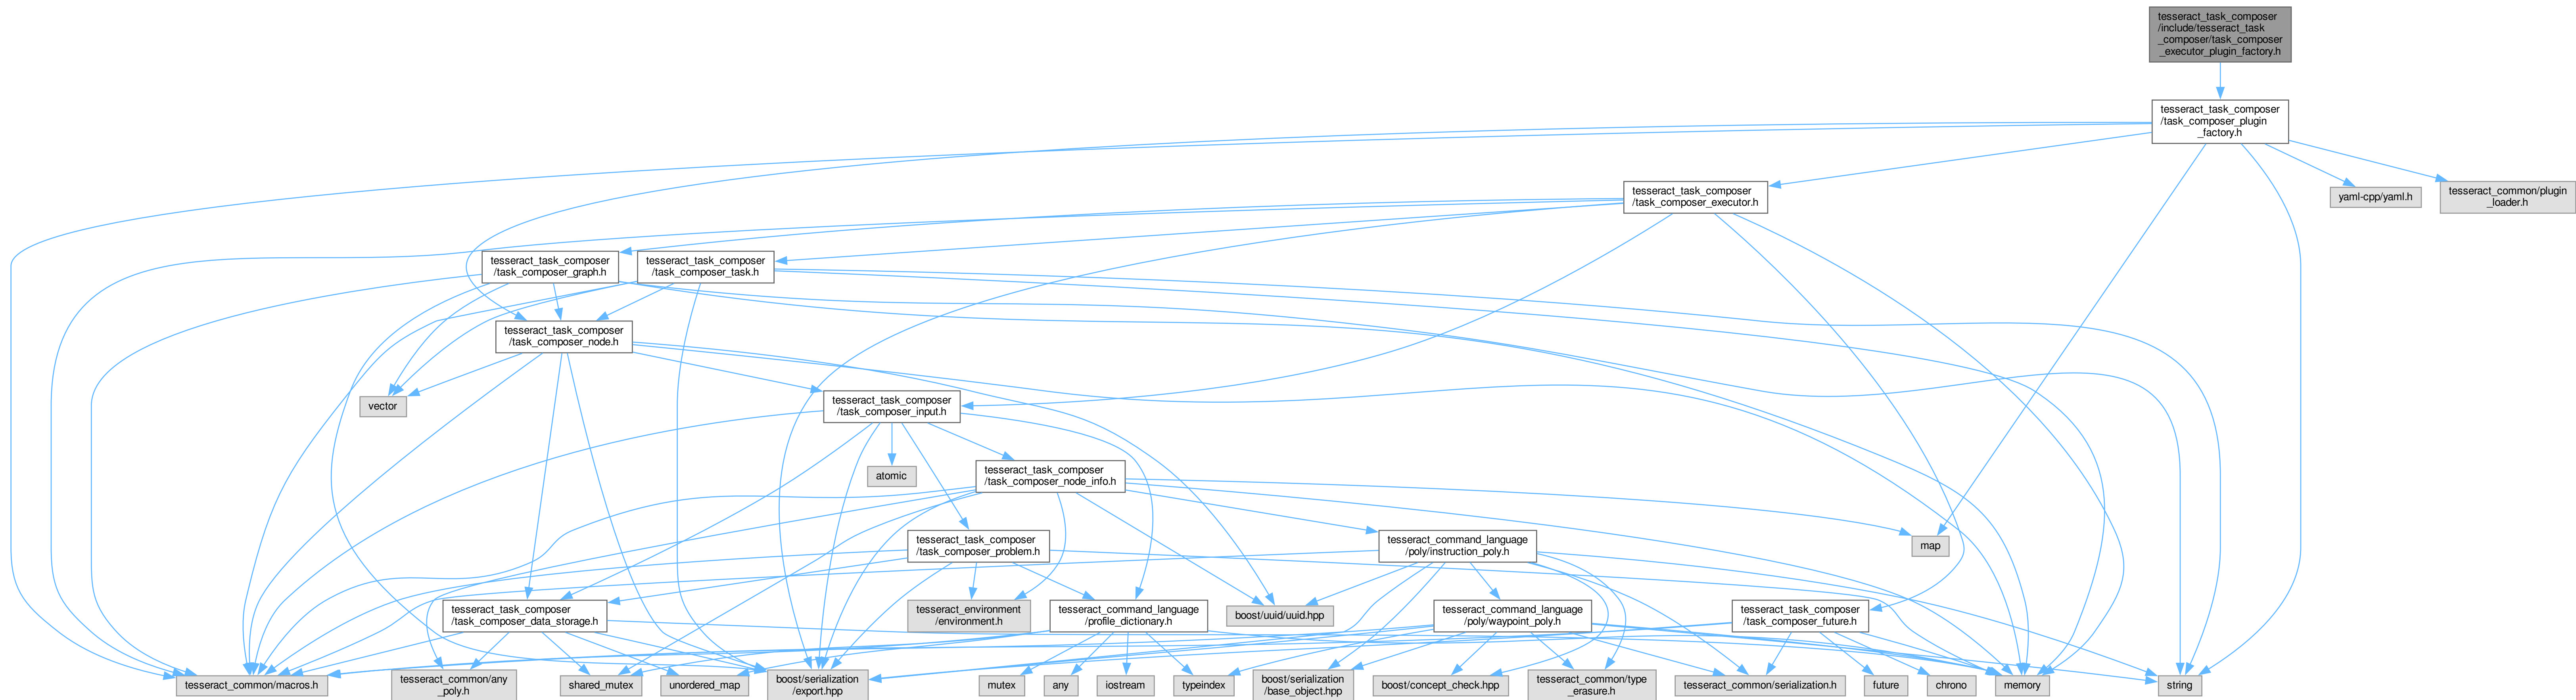 tesseract_task_composer
/include/tesseract_task
_composer/task_composer
_executor_plugin_factory.h
tesseract_task_composer
/task_composer_plugin
_factory.h
tesseract_task_composer
/task_composer_executor.h
yaml-cpp/yaml.h
tesseract_common/plugin
_loader.h
tesseract_task_composer
/task_composer_graph.h
tesseract_task_composer
/task_composer_task.h
tesseract_task_composer
/task_composer_node.h
vector
tesseract_task_composer
/task_composer_input.h
atomic
tesseract_task_composer
/task_composer_node_info.h
tesseract_task_composer
/task_composer_problem.h
tesseract_command_language
/poly/instruction_poly.h
map
tesseract_task_composer
/task_composer_data_storage.h
tesseract_environment
/environment.h
tesseract_command_language
/profile_dictionary.h
boost/uuid/uuid.hpp
tesseract_command_language
/poly/waypoint_poly.h
tesseract_task_composer
/task_composer_future.h
tesseract_common/macros.h
tesseract_common/any
_poly.h
shared_mutex
unordered_map
boost/serialization
/export.hpp
mutex
any
iostream
typeindex
boost/serialization
/base_object.hpp
boost/concept_check.hpp
tesseract_common/type
_erasure.h
tesseract_common/serialization.h
future
chrono
memory
string